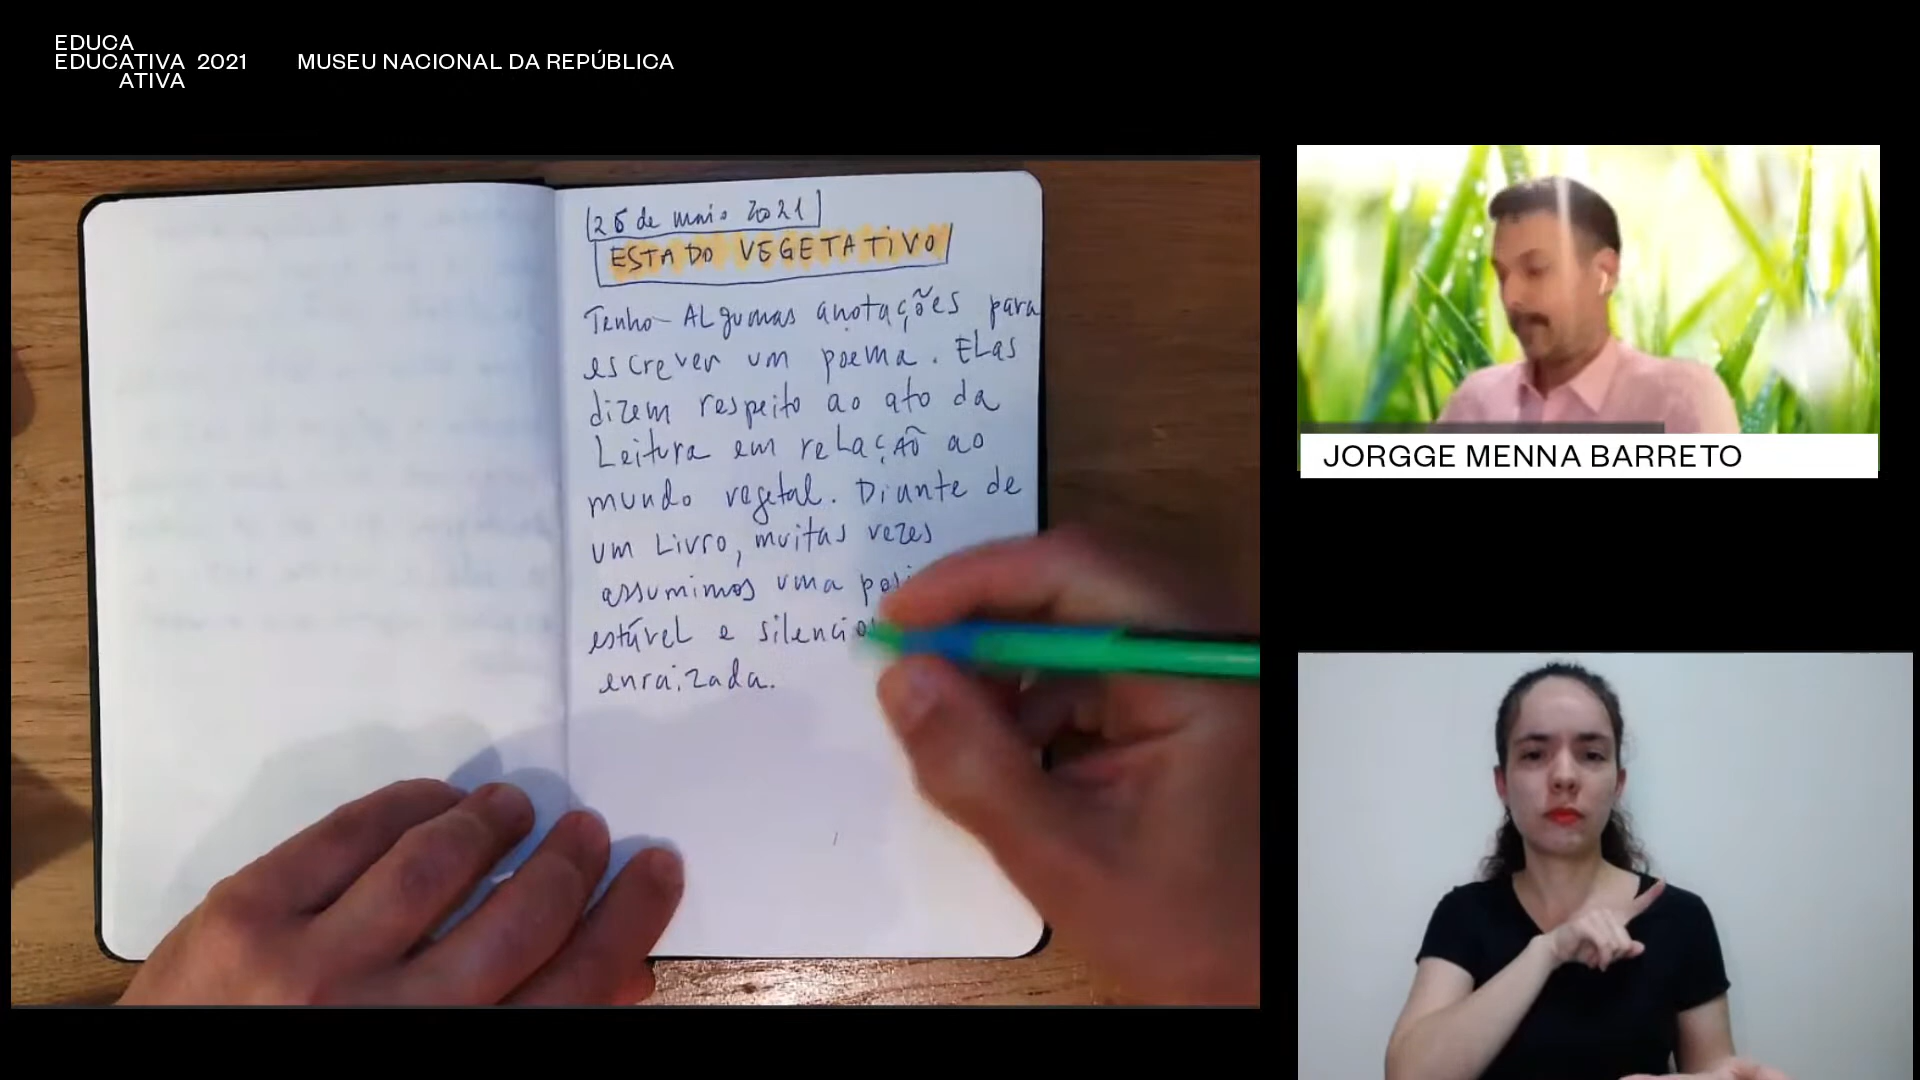 EDUCA
EDUCATIVA 2021
ATIVA
MUSEU NACIONAL DA REPÚBLICA
26 de maio 2021
ESTADO VEGETATIVO
Tenho Algumas anotações para
escrever um poema. Elas
dizem respeito ao ato da
Leitura em relação ao
mundo vegetal. Diante de
um Livro, muitas vezes
assumimos uma
estável e
enraizada.
JORGGE MENNA BARRETO